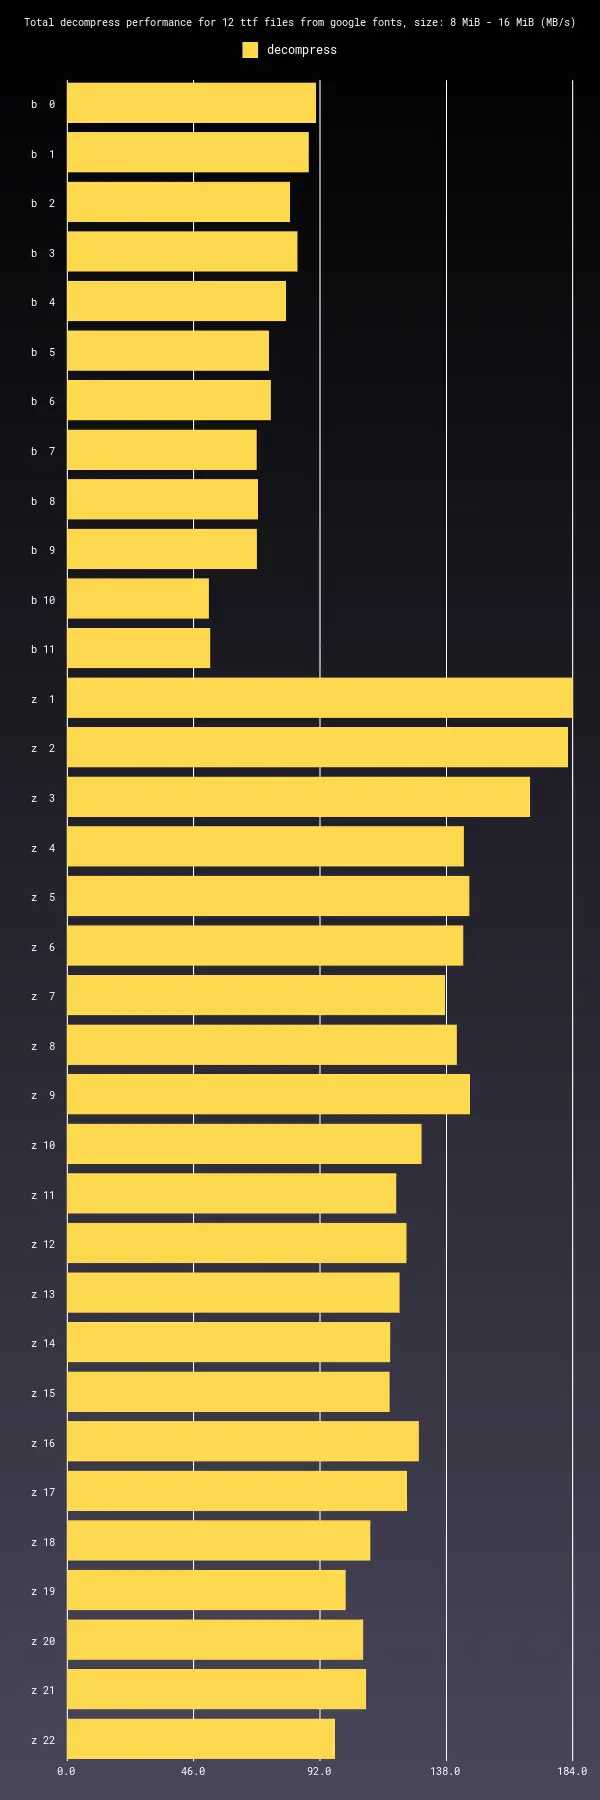 Total decompress performance for 12 ttf files from google fonts, size: 8 MiB - 16 MiB (MB/s)
decompress
b 0
b 1
b 2
b 3
b 4
b 5
b 6
b 7
b 8
b 9
b 10
b 11
z 1
z 2
z 3
z 4
z 5
z 6
z 7
z 8
z 9
z 10
z 11
z 12
z 13
z 14
z 15
z 16
z 17
z 18
z 19
z 20
z 21
z 22
0.0 46.0 92.0 138.0 184.0